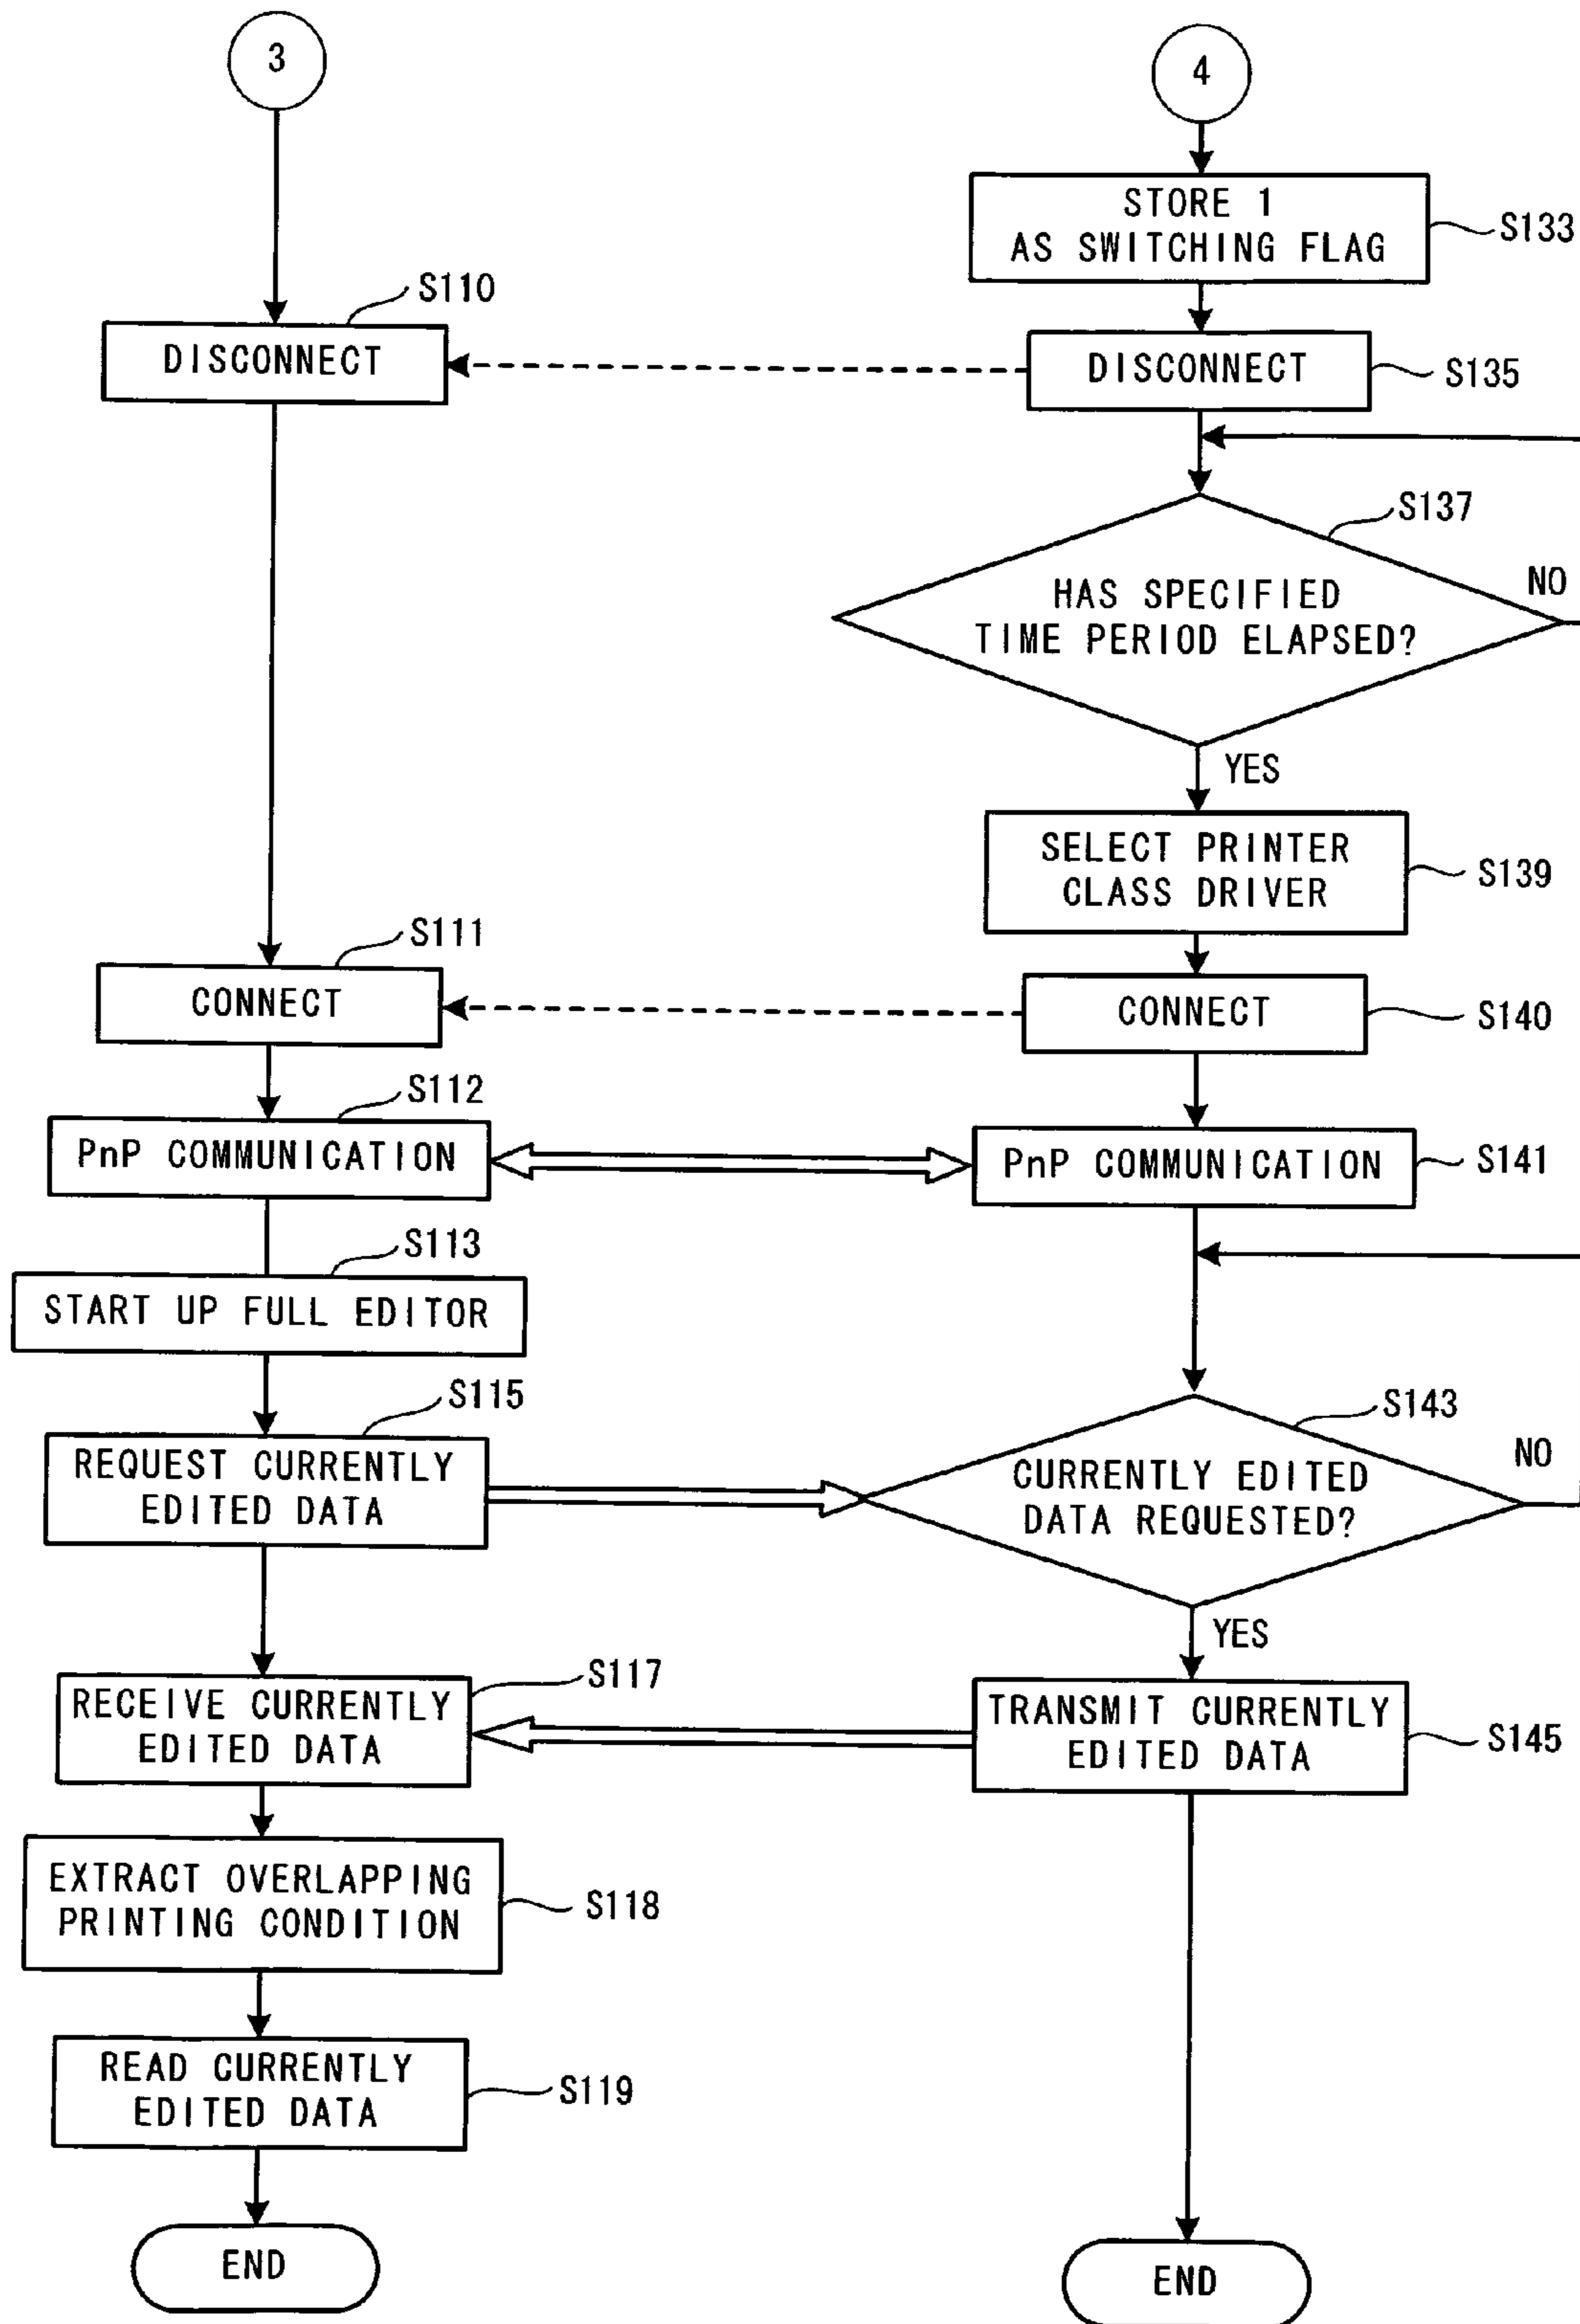 3
S110
DISCONNECT
S111
CONNECT
S112
PnP COMMUNICATION
S113
START UP FULL EDITOR
S115
REQUEST CURRENTLY
EDITED DATA
S117
RECEIVE CURRENTLY
EDITED DATA
EXTRACT OVERLAPPING
PRINTING CONDITION
S118
READ CURRENTLY
EDITED DATA
S119
END
4
STORE 1
AS SWITCHING FLAG
S133
DISCONNECT
S135
S137
HAS SPECIFIED
TIME PERIOD ELAPSED?
NO
YES
SELECT PRINTER
CLASS DRIVER
S139
CONNECT
S140
PnP COMMUNICATION
S141
S143
CURRENTLY EDITED
DATA REQUESTED?
NO
YES
TRANSMIT CURRENTLY
EDITED DATA
S145
END